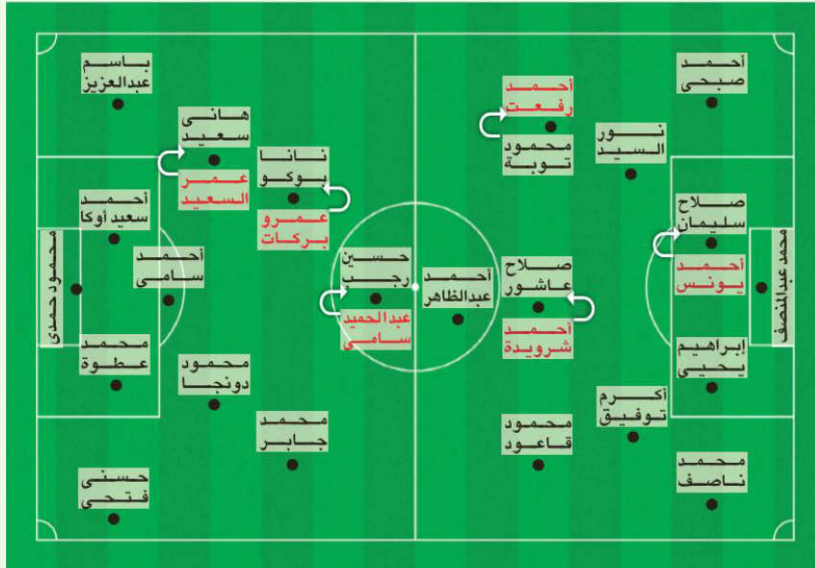 محمود حمدى
باسم
عبدالعزيز
أحمد
سعيد أوكا
محمد
عطوة
حسنى
فتحى
أحمد
سامى
هانى
سعيد
عمر
السعيد
محمود
دونجا
نانا
بوكو
عمرو
بركات
محمد
جابر
حسين
رجب
عبدالحميد
سامى
أحمد
عبدالظاهر
أحمد
رفعت
محمود
توبة
صلاح
عاشور
أحمد
شرويدة
محمود
قاعود
نور
السيد
أكرم
توفيق
أحمد
صبحى
صلاح
سليمان
أحمد
يونس
إبراهيم
يحيى
محمد
ناصف
محمد عبدالمنصف